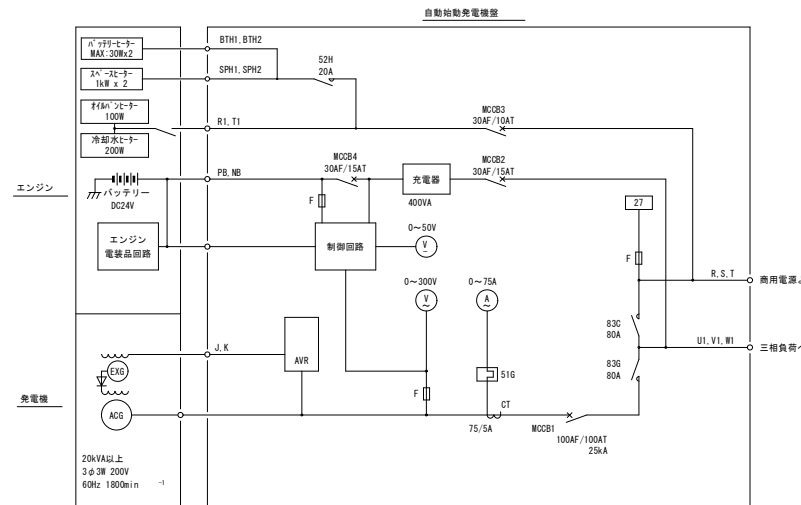 自動始動発電機盤
ﾊﾞｯﾃﾘｰﾋｰﾀｰ
MAX:30Wx2
BTH1,BTH2
ｽﾍﾟｰｽﾋｰﾀｰ
1kW x 2
SPH1,SPH2
52H
20A
ｵｲﾙﾊﾟﾝﾋｰﾀｰ
100W
冷却水ﾋｰﾀｰ
200W
R1,T1
MCCB3
30AF/10AT
エンジン
バッテリー
DC24V
PB,NB
MCCB4
30AF/15AT
充電器
400VA
MCCB2
30AF/15AT
27
F
エンジン
電装品回路
制御回路
0～50V
V
F
R,S,T
商用電源よ
0～300V
V
0～75A
A
83C
80A
U1,V1,W1
三相負荷へ
83G
80A
J,K
AVR
EXG
51G
F
発電機
ACG
CT
75/5A
MCCB1
100AF/100AT
25kA
20kVA以上
3φ3W 200V
60Hz 1800min -1